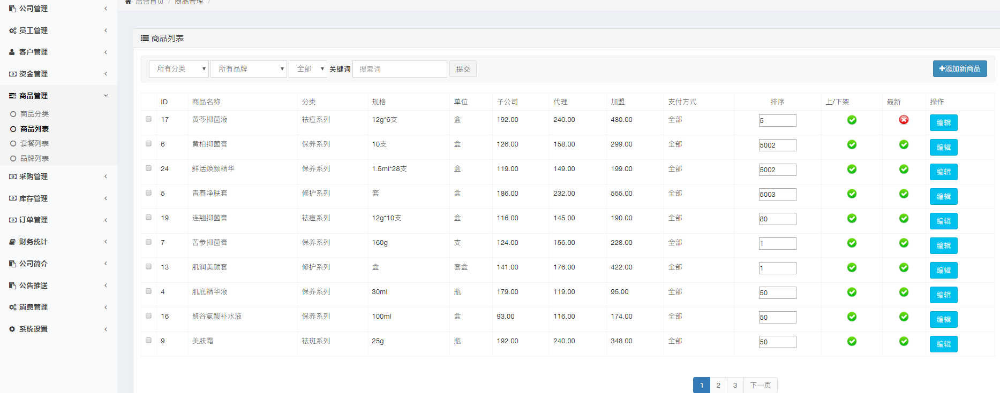 公司管理
员工管理
客户管理
资金管理
商品管理
商品分类
商品列表
套餐列表
品牌列表
采购管理
库存管理
订单管理
财务统计
公司简介
公告推送
消息管理
系统设置
后台首页 / 商品管理 /
商品列表
所有分类 所有品牌 全部 关键词 搜索词 提交 添加新商品
ID 商品名称 分类 规格 单位 子公司 代理 加盟 支付方式 排序 上/下架 最新 操作
17 黄芩抑菌液 祛痘系列 12g*6支 盒 192.00 240.00 480.00 全部 5 编辑
6 黄柏抑菌膏 保养系列 10支 盒 126.00 158.00 299.00 全部 5002 编辑
24 鲜活焕颜精华 保养系列 1.5ml*28支 盒 119.00 149.00 199.00 全部 5002 编辑
5 青春净肤套 修护系列 套 盒 186.00 232.00 555.00 全部 5003 编辑
19 连翘抑菌膏 祛痘系列 12g*10支 盒 116.00 145.00 190.00 全部 80 编辑
7 苦参抑菌膏 保养系列 160g 支 124.00 156.00 228.00 全部 1 编辑
13 肌润美颜套 修护系列 盒 套盒 141.00 176.00 422.00 全部 1 编辑
4 肌底精华液 保养系列 30ml 瓶 179.00 119.00 95.00 全部 50 编辑
16 聚谷氨酸补水液 保养系列 100ml 盒 93.00 116.00 174.00 全部 50 编辑
9 美肤霜 祛斑系列 25g 瓶 192.00 240.00 348.00 全部 50 编辑
1 2 3 下一页